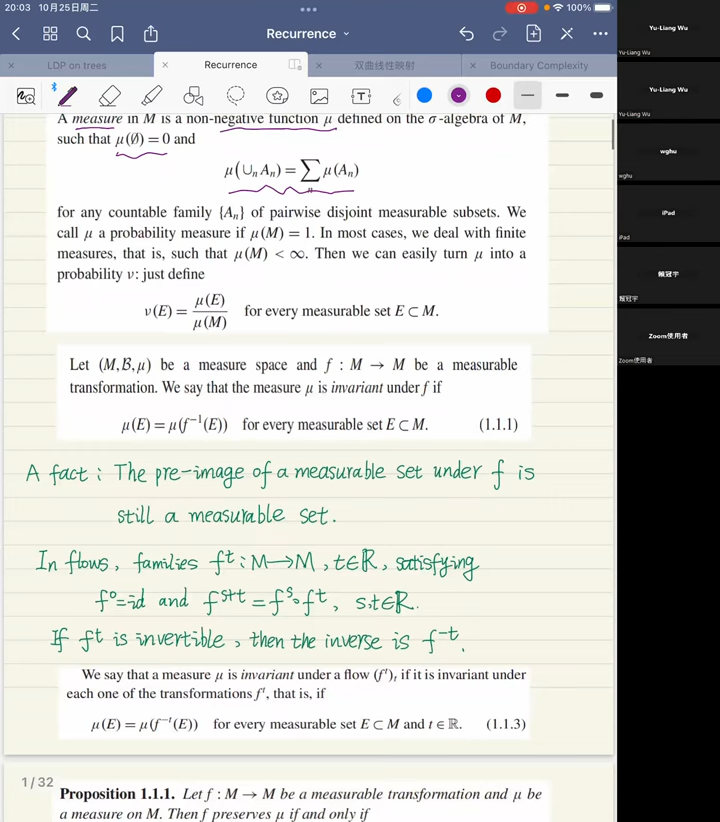 20:03 10月25日周二
100%
Recurrence
LDP on trees
Recurrence
双曲线性映射
Boundary Complexity
A measure in M is a non-negative function μ defined on the σ-algebra of M,
such that μ(∅) = 0 and
μ(∪ₙAₙ) = ∑ₙ μ(Aₙ)
for any countable family {Aₙ} of pairwise disjoint measurable subsets. We
call μ a probability measure if μ(M) = 1. In most cases, we deal with finite
measures, that is, such that μ(M) < ∞. Then we can easily turn μ into a
probability ν: just define
ν(E) = μ(E) / μ(M) for every measurable set E ⊂ M.
Let (M, B, μ) be a measure space and f : M → M be a measurable
transformation. We say that the measure μ is invariant under f if
μ(E) = μ(f⁻¹(E)) for every measurable set E ⊂ M. (1.1.1)
A fact : The pre-image of a measurable set under f is
still a measurable set.
In flows, families fᵗ : M → M, t∈ℝ, satisfying
f⁰=id and fˢ⁺ᵗ = fˢ∘fᵗ, s,t∈ℝ.
If fᵗ is invertible, then the inverse is f⁻ᵗ.
We say that a measure μ is invariant under a flow (fᵗ)ₜ, if it is invariant under
each one of the transformations fᵗ, that is, if
μ(E) = μ(f⁻ᵗ(E)) for every measurable set E ⊂ M and t ∈ ℝ. (1.1.3)
1 / 32
Proposition 1.1.1. Let f : M → M be a measurable transformation and μ be
a measure on M. Then f preserves μ if and only if
Yu-Liang Wu
Yu-Liang Wu
Yu-Liang Wu
Yu-Liang Wu
wghu
wghu
iPad
iPad
賴冠宇
賴冠宇
Zoom使用者
Zoom使用者